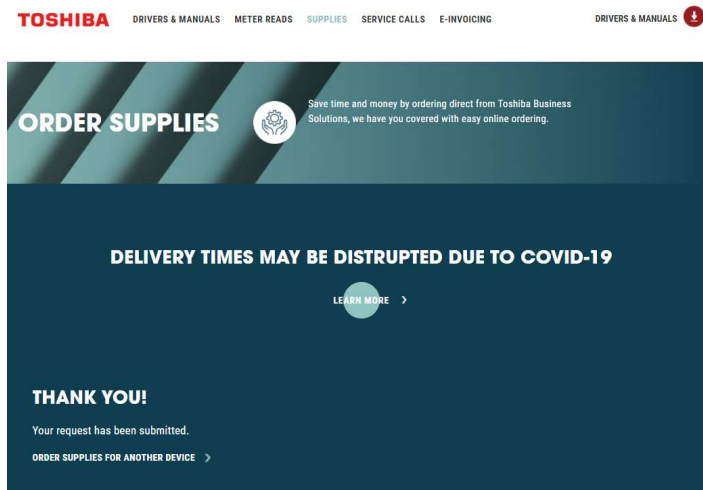 TOSHIBA
DRIVERS & MANUALS METER READS SUPPLIES SERVICE CALLS E-INVOICING
DRIVERS & MANUALS
ORDER SUPPLIES
Save time and money by ordering direct from Toshiba Business
Solutions, we have you covered with easy online ordering.
DELIVERY TIMES MAY BE DISTRUPTED DUE TO COVID-19
LEARN MORE
THANK YOU!
Your request has been submitted.
ORDER SUPPLIES FOR ANOTHER DEVICE